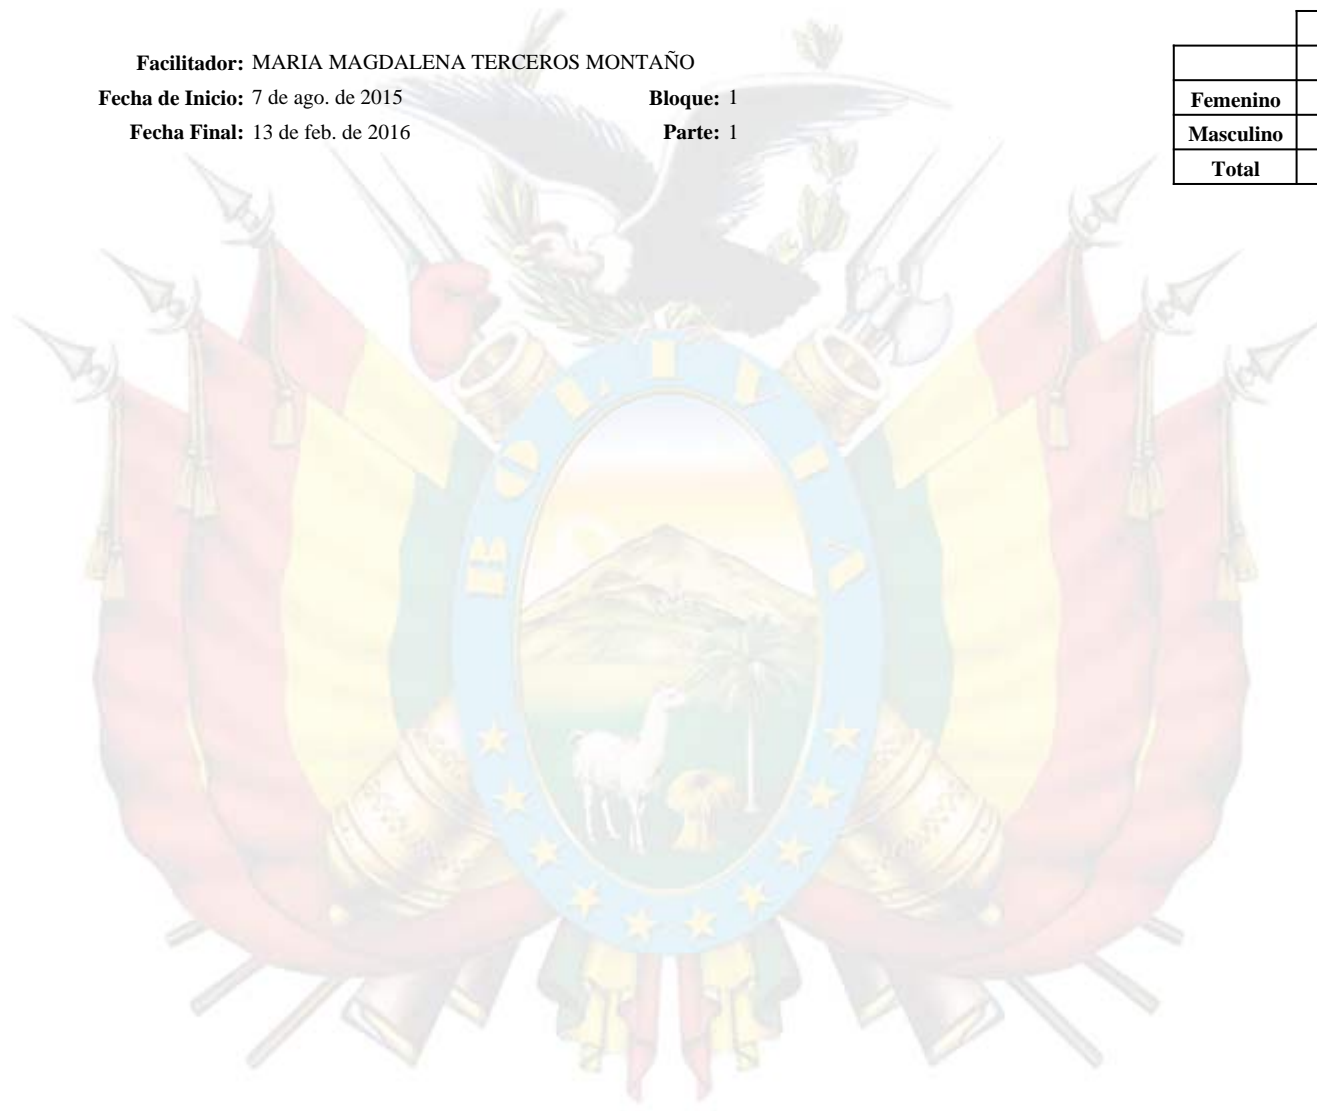 Facilitador: MARIA MAGDALENA TERCEROS MONTAÑO
Fecha de Inicio: 7 de ago. de 2015 Bloque: 1
Fecha Final: 13 de feb. de 2016 Parte: 1
Femenino
Masculino
Total
BOLIVIA